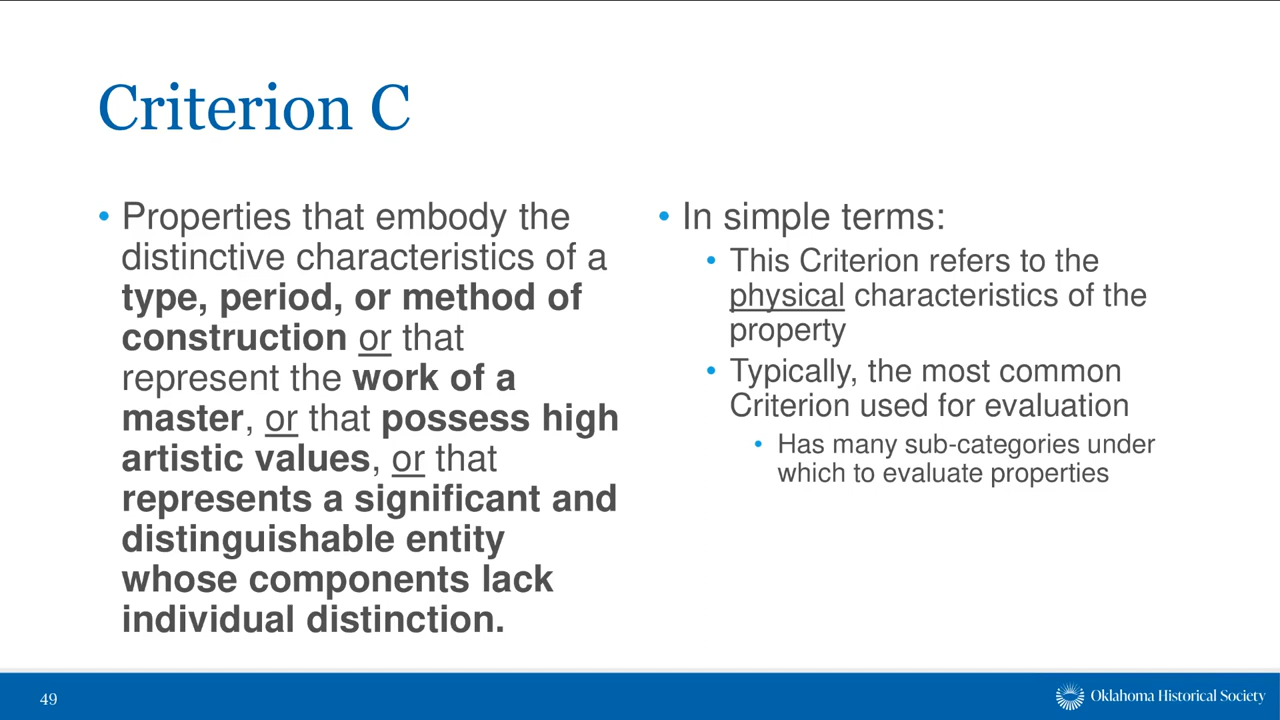 Criterion C
• Properties that embody the
distinctive characteristics of a
type, period, or method of
construction or that
represent the work of a
master, or that possess high
artistic values, or that
represents a significant and
distinguishable entity
whose components lack
individual distinction.
• In simple terms:
• This Criterion refers to the
physical characteristics of the
property
• Typically, the most common
Criterion used for evaluation
• Has many sub-categories under
which to evaluate properties
49
Oklahoma Historical Society